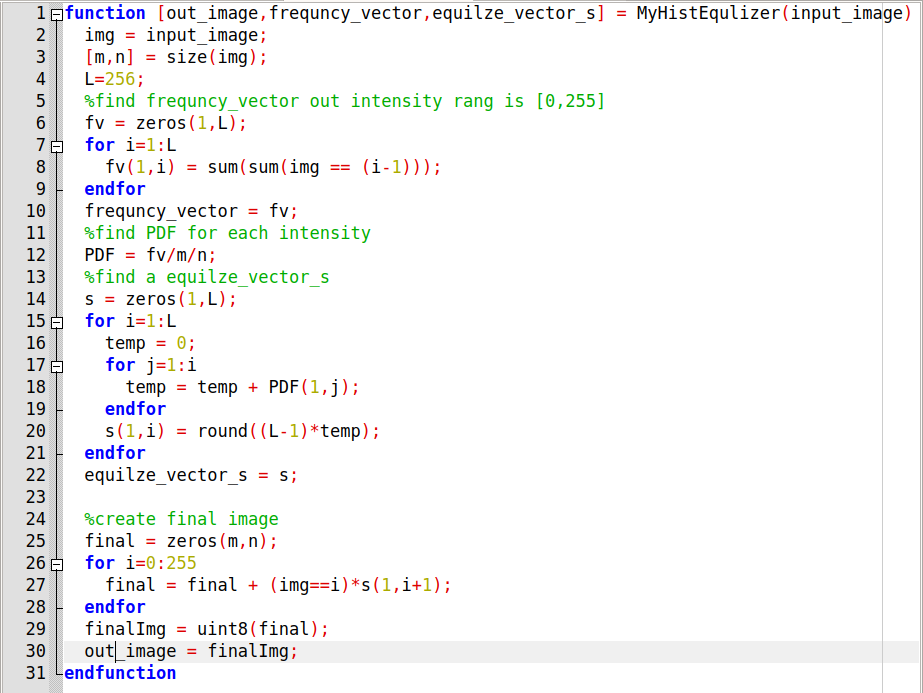 1 function [out_image,frequncy_vector,equilze_vector_s] = MyHistEqulizer(input_image)
2 img = input_image;
3 [m,n] = size(img);
4 L=256;
5 %find frequncy_vector out intensity rang is [0,255]
6 fv = zeros(1,L);
7 for i=1:L
8 fv(1,i) = sum(sum(img == (i-1)));
9 endfor
10 frequncy_vector = fv;
11 %find PDF for each intensity
12 PDF = fv/m/n;
13 %find a equilze_vector_s
14 s = zeros(1,L);
15 for i=1:L
16 temp = 0;
17 for j=1:i
18 temp = temp + PDF(1,j);
19 endfor
20 s(1,i) = round((L-1)*temp);
21 endfor
22 equilze_vector_s = s;
23
24 %create final image
25 final = zeros(m,n);
26 for i=0:255
27 final = final + (img==i)*s(1,i+1);
28 endfor
29 finalImg = uint8(final);
30 out_image = finalImg;
31 endfunction